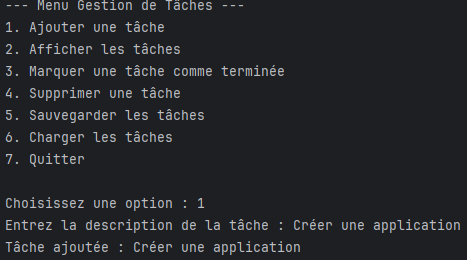 --- Menu Gestion de Tâches ---
1. Ajouter une tâche
2. Afficher les tâches
3. Marquer une tâche comme terminée
4. Supprimer une tâche
5. Sauvegarder les tâches
6. Charger les tâches
7. Quitter
Choisissez une option : 1
Entrez la description de la tâche : Créer une application
Tâche ajoutée : Créer une application